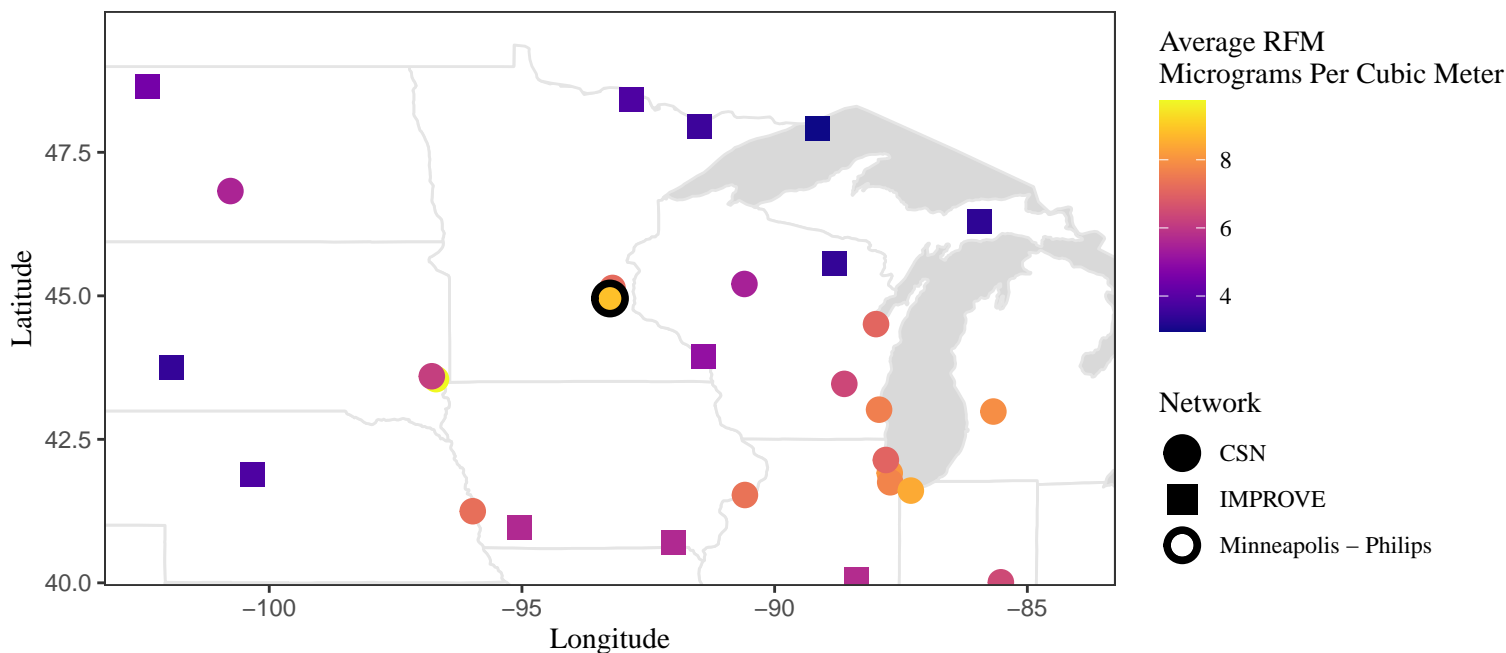 47.5
45.0
42.5
40.0
−100
−95
−90
−85
Latitude
Longitude
Average RFM
Micrograms Per Cubic Meter
8
6
4
Network
CSN
IMPROVE
Minneapolis – Philips